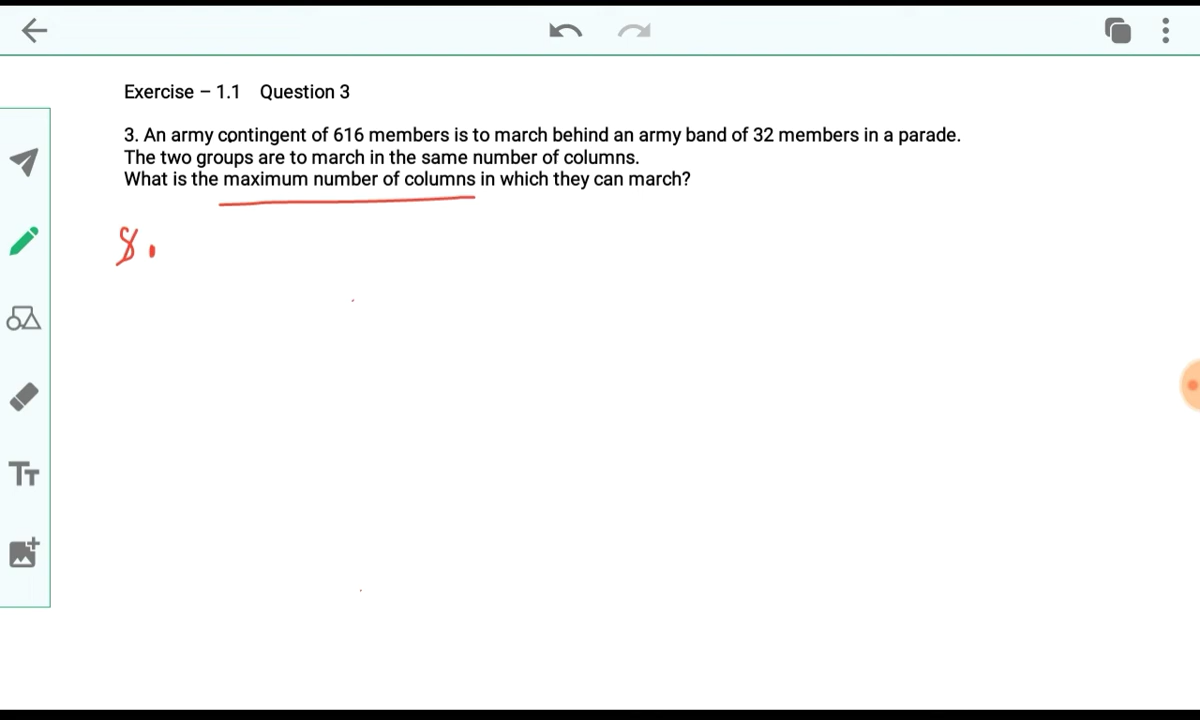 Exercise – 1.1 Question 3
3. An army contingent of 616 members is to march behind an army band of 32 members in a parade.
The two groups are to march in the same number of columns.
What is the maximum number of columns in which they can march?
8.
TT